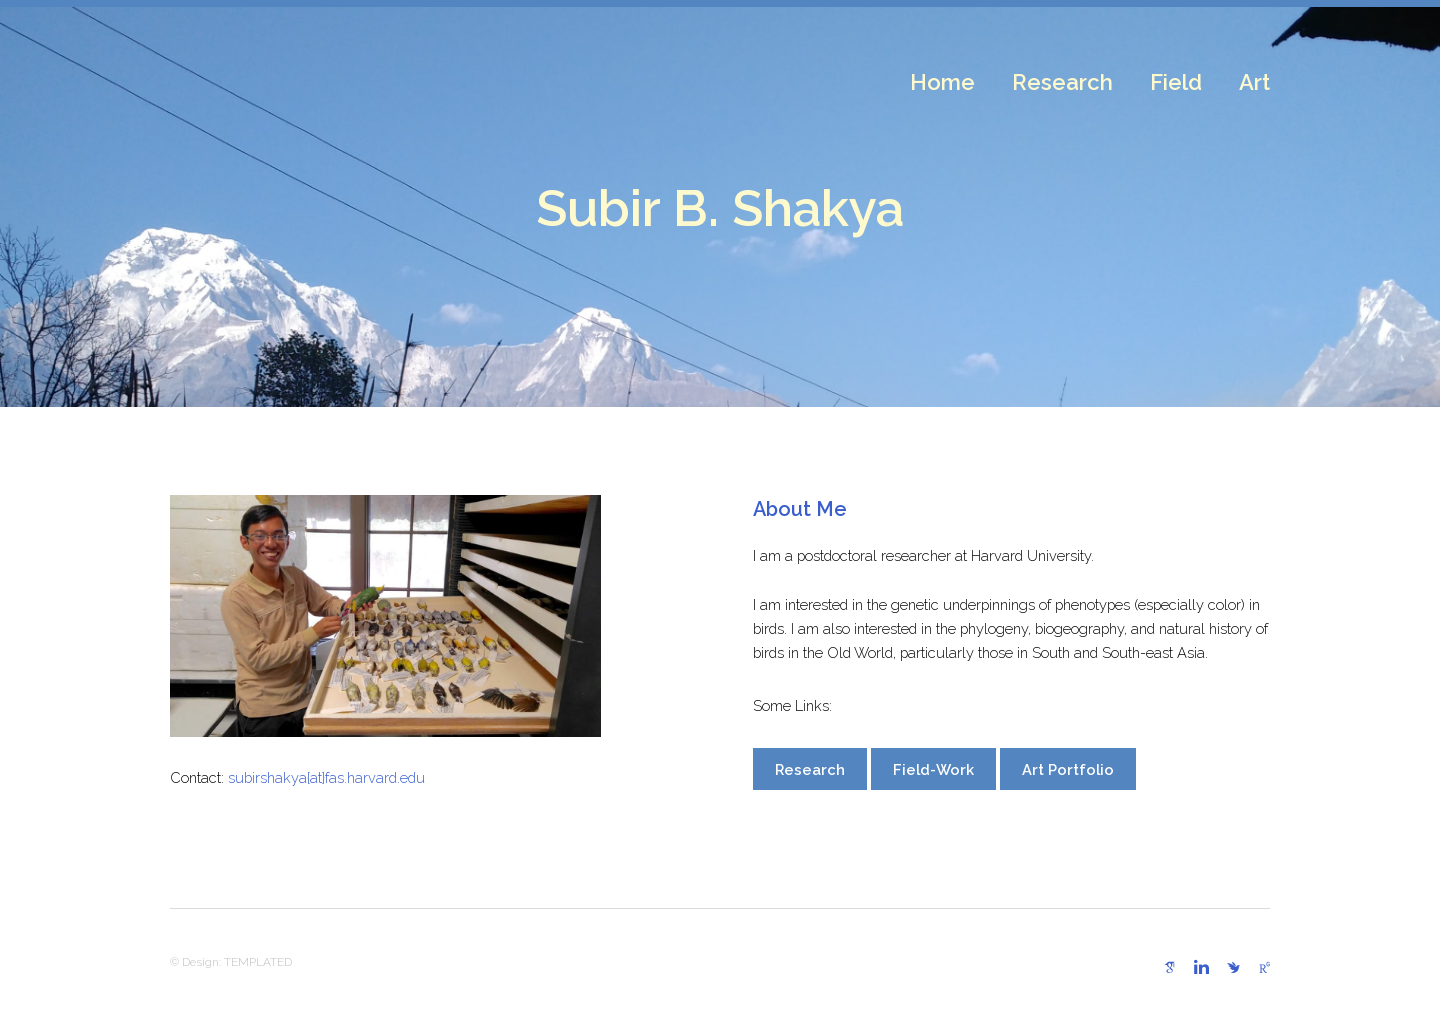 Home Research Field Art
Subir B. Shakya
About Me
I am a postdoctoral researcher at Harvard University.
I am interested in the genetic underpinnings of phenotypes (especially color) in
birds. I am also interested in the phylogeny, biogeography, and natural history of
birds in the Old World, particularly those in South and South-east Asia.
Some Links:
Research Field-Work Art Portfolio
Contact: subirshakya[at]fas.harvard.edu
© Design: TEMPLATED